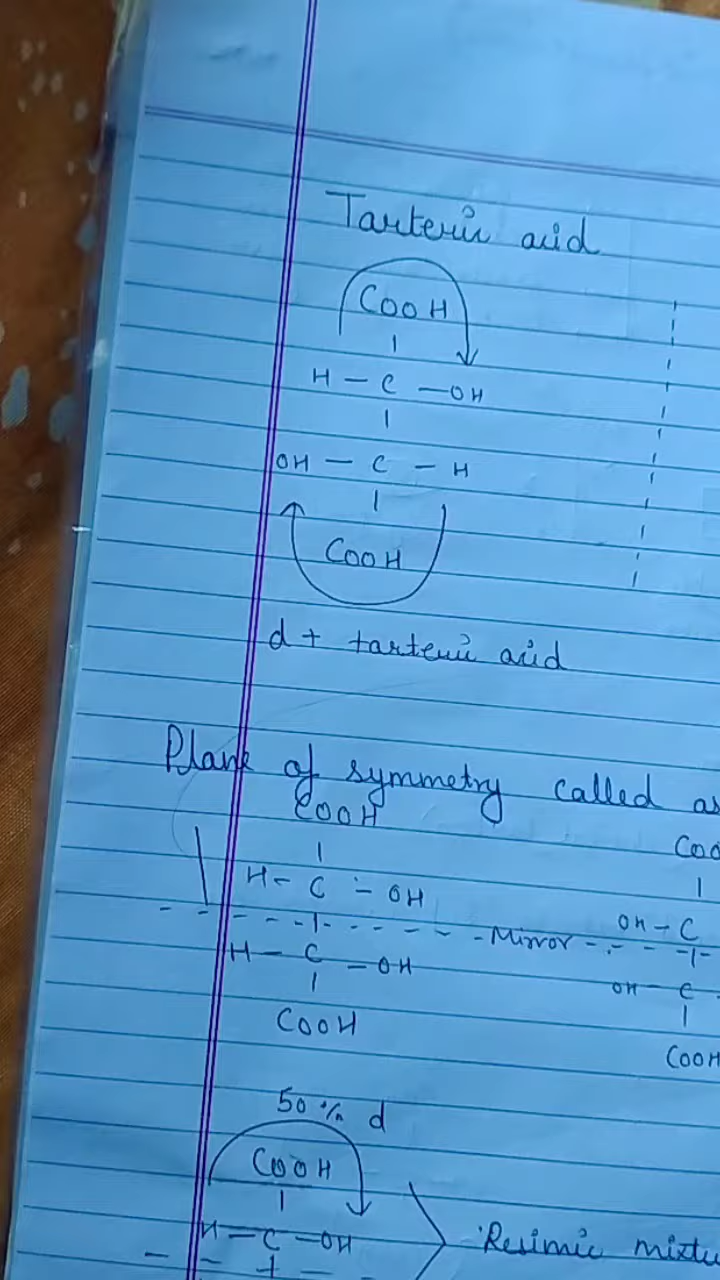 Tarteric acid
COOH
H - C - OH
OH - C - H
COOH
d + tarteric acid
Plane of symmetry called as
COOH
COO
H - C - OH
OH - C
Mirror
H - C - OH
OH - C
COOH
COOH
50% d
COOH
H - C - OH
Resimic mixtu